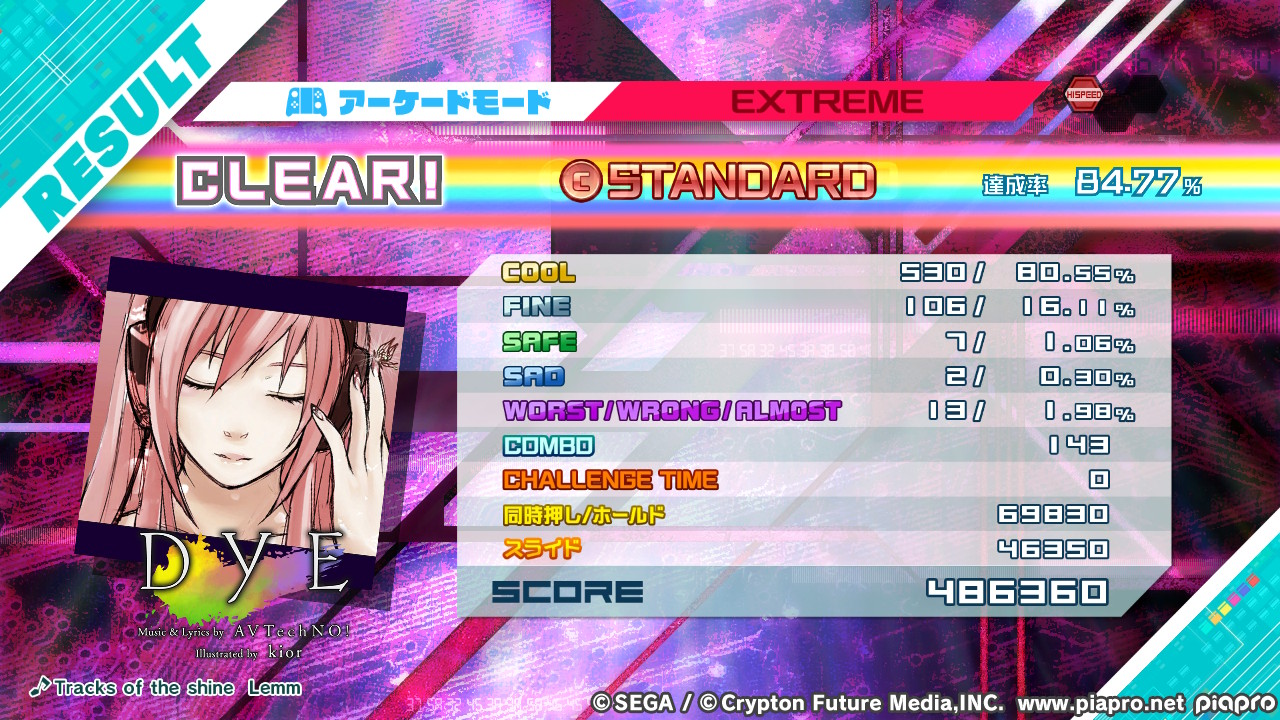 RESULT
アーケードモード EXTREME HISPEED
CLEAR! C STANDARD 達成率 84.77%
COOL 530/ 80.55%
FINE 106/ 16.11%
SAFE 7/ 1.06%
SAD 2/ 0.30%
WORST/WRONG/ALMOST 13/ 1.98%
COMBO 143
CHALLENGE TIME 0
同時押し/ホールド 69830
スライド 46350
SCORE 486360
DYE
Music & Lyrics by AVTechNO!
Illustrated by kior
♪Tracks of the shine Lemm
©SEGA / ©Crypton Future Media,INC. www.piapro.net piapro